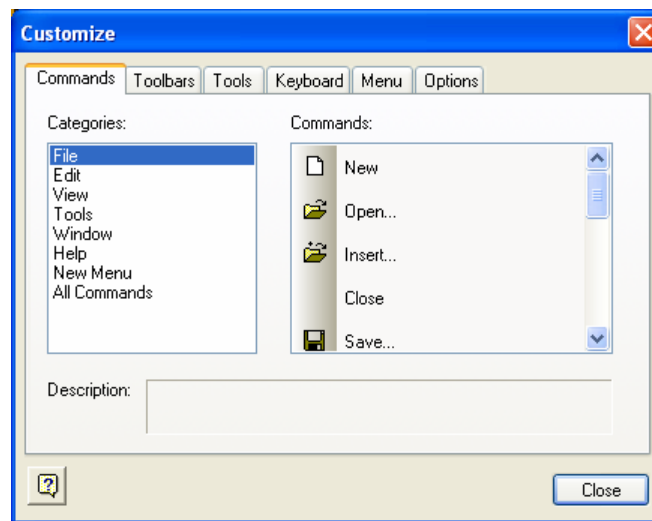 Customize
Commands Toolbars Tools Keyboard Menu Options
Categories:
File
Edit
View
Tools
Window
Help
New Menu
All Commands
Commands:
New
Open...
Insert...
Close
Save...
Description:
Close